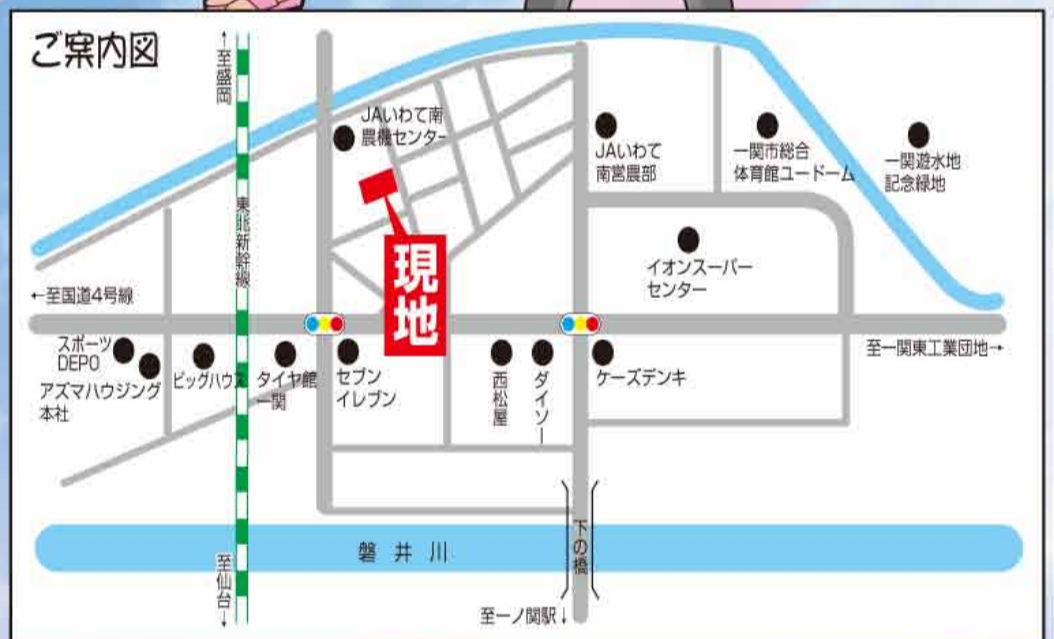 ご案内図
↑至盛岡
JAいわて南
農機センター
JAいわて
南営農部
一関市総合
体育館ユードーム
一関遊水地
記念緑地
東北新幹線
現地
イオンスーパー
センター
←至国道4号線
至一関東工業団地→
スポーツ
DEPO
アズマハウジング
本社
ビッグハウス
タイヤ館
一関
セブン
イレブン
西松屋
ダイソー
ケーズデンキ
磐井川
下の橋
至仙台↓
至一ノ関駅↓